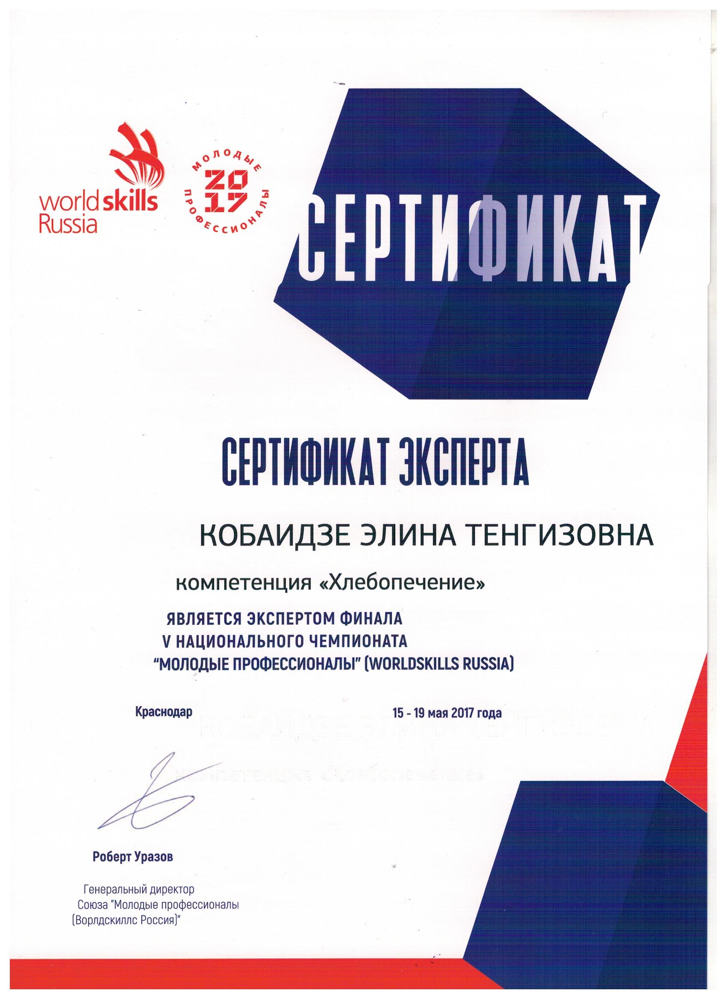 world skills
Russia
МОЛОДЫЕ
2017
ПРОФЕССИОНАЛЫ
СЕРТИФИКАТ
СЕРТИФИКАТ ЭКСПЕРТА
КОБАИДЗЕ ЭЛИНА ТЕНГИЗОВНА
компетенция «Хлебопечение»
ЯВЛЯЕТСЯ ЭКСПЕРТОМ ФИНАЛА
V НАЦИОНАЛЬНОГО ЧЕМПИОНАТА
“МОЛОДЫЕ ПРОФЕССИОНАЛЫ” (WORLDSKILLS RUSSIA)
Краснодар
15 - 19 мая 2017 года
КОБАИДЗЕ ЭЛИНА ТЕНГИЗОВНА
компетенция «Хлебопечение»
Роберт Уразов
Генеральный директор
Союза "Молодые профессионалы
(Ворлдскиллс Россия)"